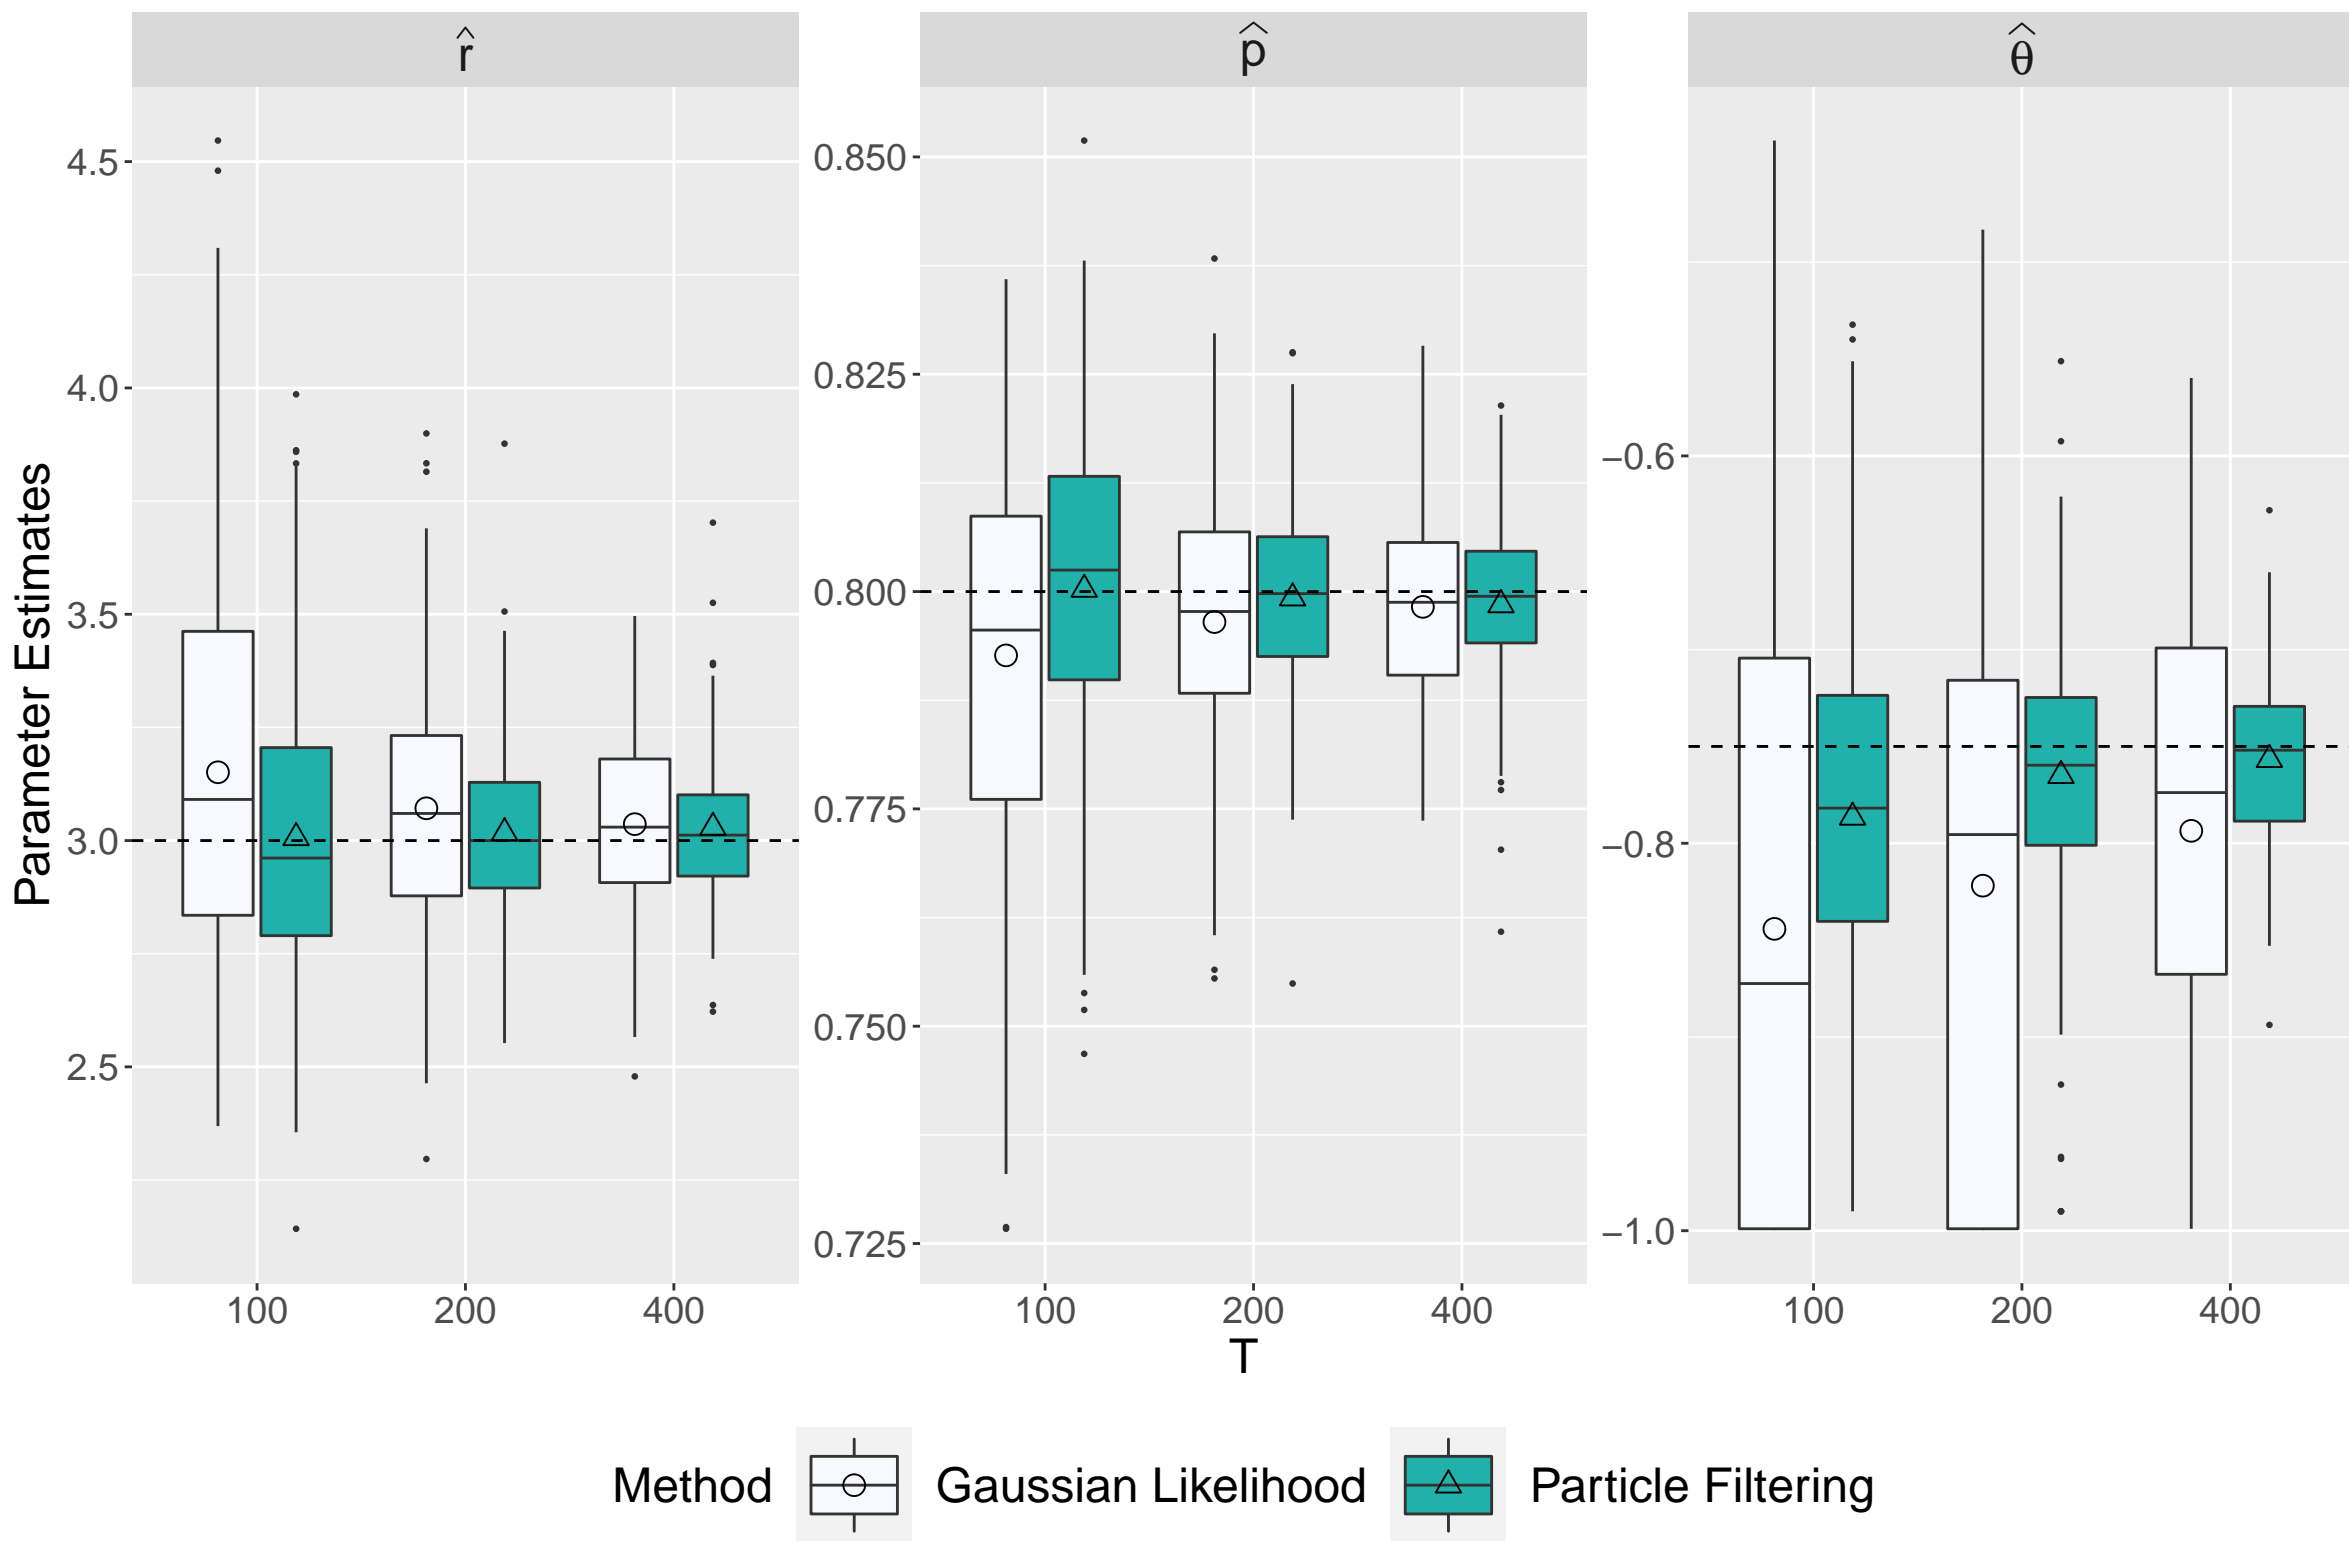 r̂
p̂
θ̂
Parameter Estimates
4.5
4.0
3.5
3.0
2.5
0.850
0.825
0.800
0.775
0.750
0.725
−0.6
−0.8
−1.0
100 200 400
100 200 400
100 200 400
T
Method Gaussian Likelihood Particle Filtering